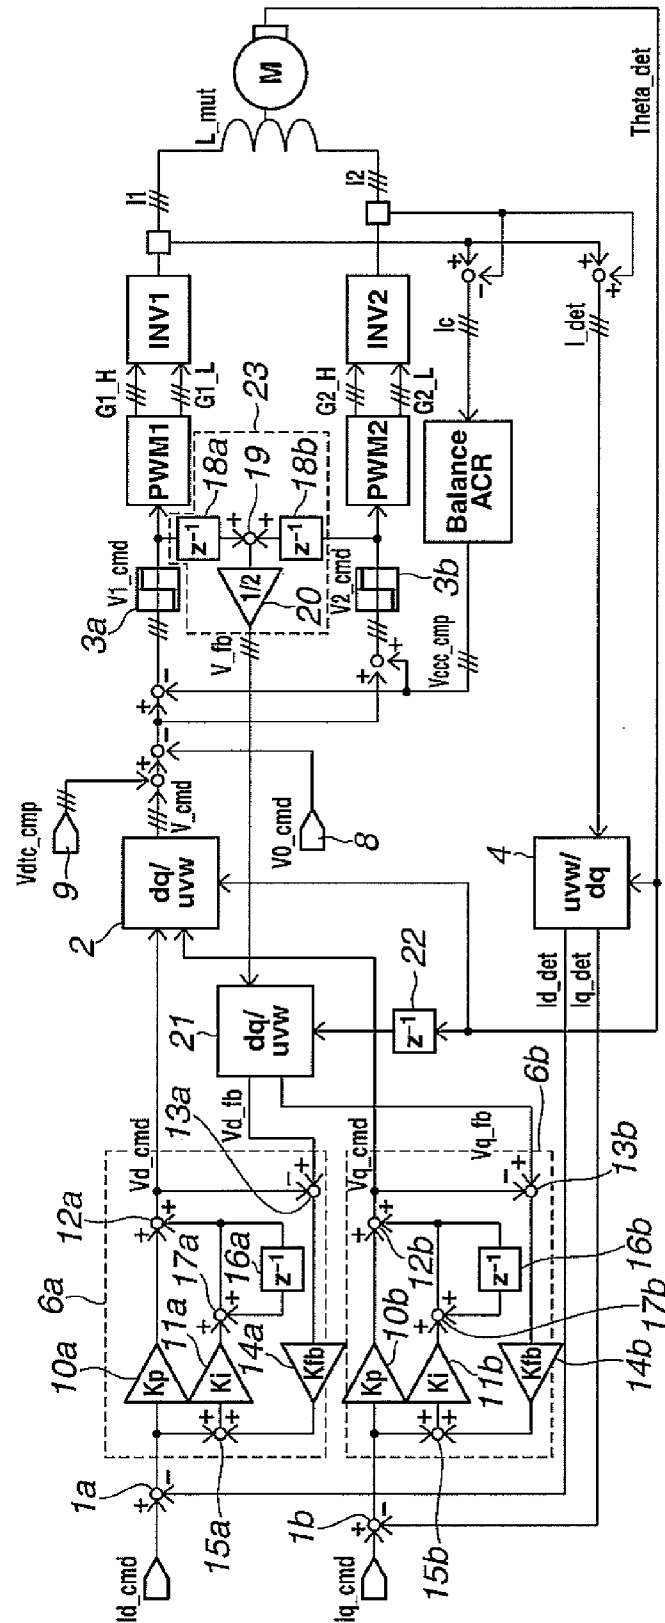 Id_cmd
1a
+
−
6a
10a
Kp
11a
Ki
15a
+
+
14a
Kfb
17a
+
+
16a
z⁻¹
12a
+
+
Vd_cmd
13a
−
+
Vd_fb
Iq_cmd
1b
+
−
6b
10b
Kp
11b
Ki
15b
+
+
14b
Kfb
17b
+
+
16b
z⁻¹
12b
+
+
Vq_cmd
13b
−
+
Vq_fb
21
dq/
uvw
22
z⁻¹
2
dq/
uvw
Vdtc_cmp
9
V_cmd
+
+
−
V0_cmd
8
+
−
3a
V1_cmd
V_fb
20
1/2
19
+
+
18a
z⁻¹
18b
z⁻¹
23
+
+
V2_cmd
3b
PWM1
G1_H
G1_L
INV1
I1
PWM2
G2_H
G2_L
INV2
I2
L_mut
M
Vccc_cmp
Balance
ACR
Ic
+
−
I_det
+
+
4
uvw/
dq
Id_det
Iq_det
Theta_det